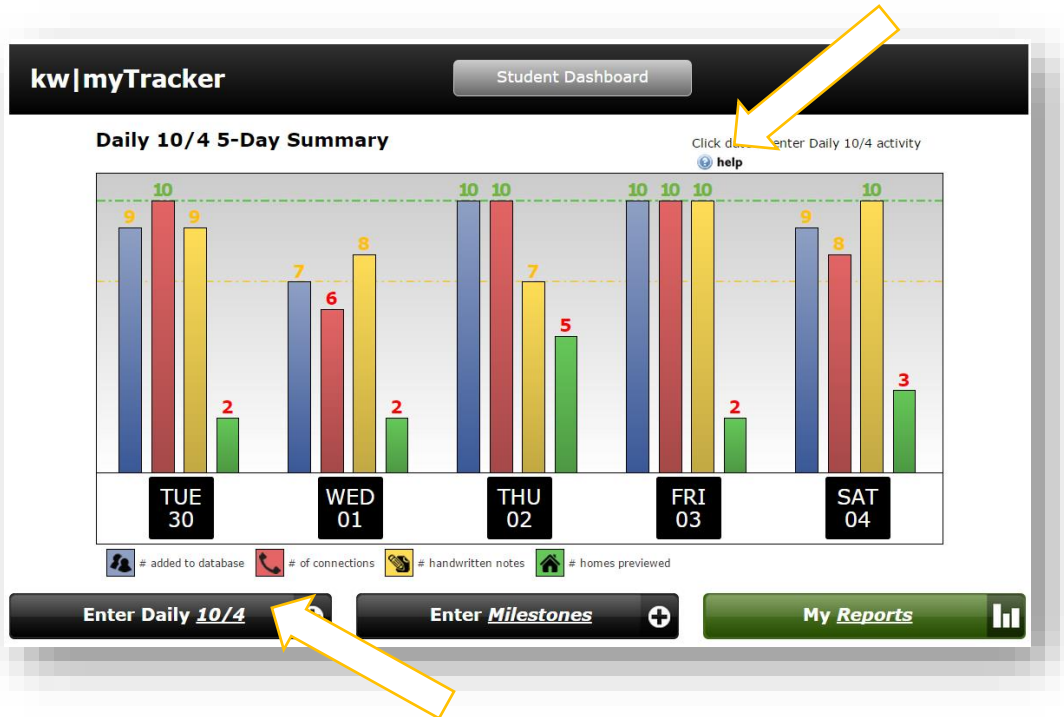 kw|myTracker
Student Dashboard
Daily 10/4 5-Day Summary
Click enter Daily 10/4 activity
help
9 10 9 2
7 6 8 2
10 10 7 5
10 10 10 2
9 8 10 3
TUE 30
WED 01
THU 02
FRI 03
SAT 04
# added to database
# of connections
# handwritten notes
# homes previewed
Enter Daily 10/4
Enter Milestones
My Reports